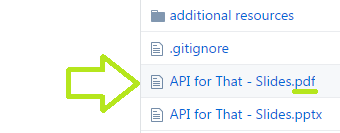 additional resources
.gitignore
API for That - Slides.pdf
API for That - Slides.pptx